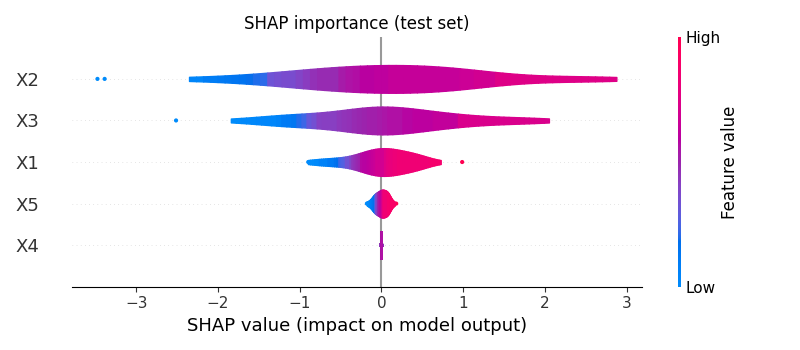 SHAP importance (test set)
High
X2
X3
X1
X5
X4
Feature value
Low
−3
−2
−1
0
1
2
3
SHAP value (impact on model output)